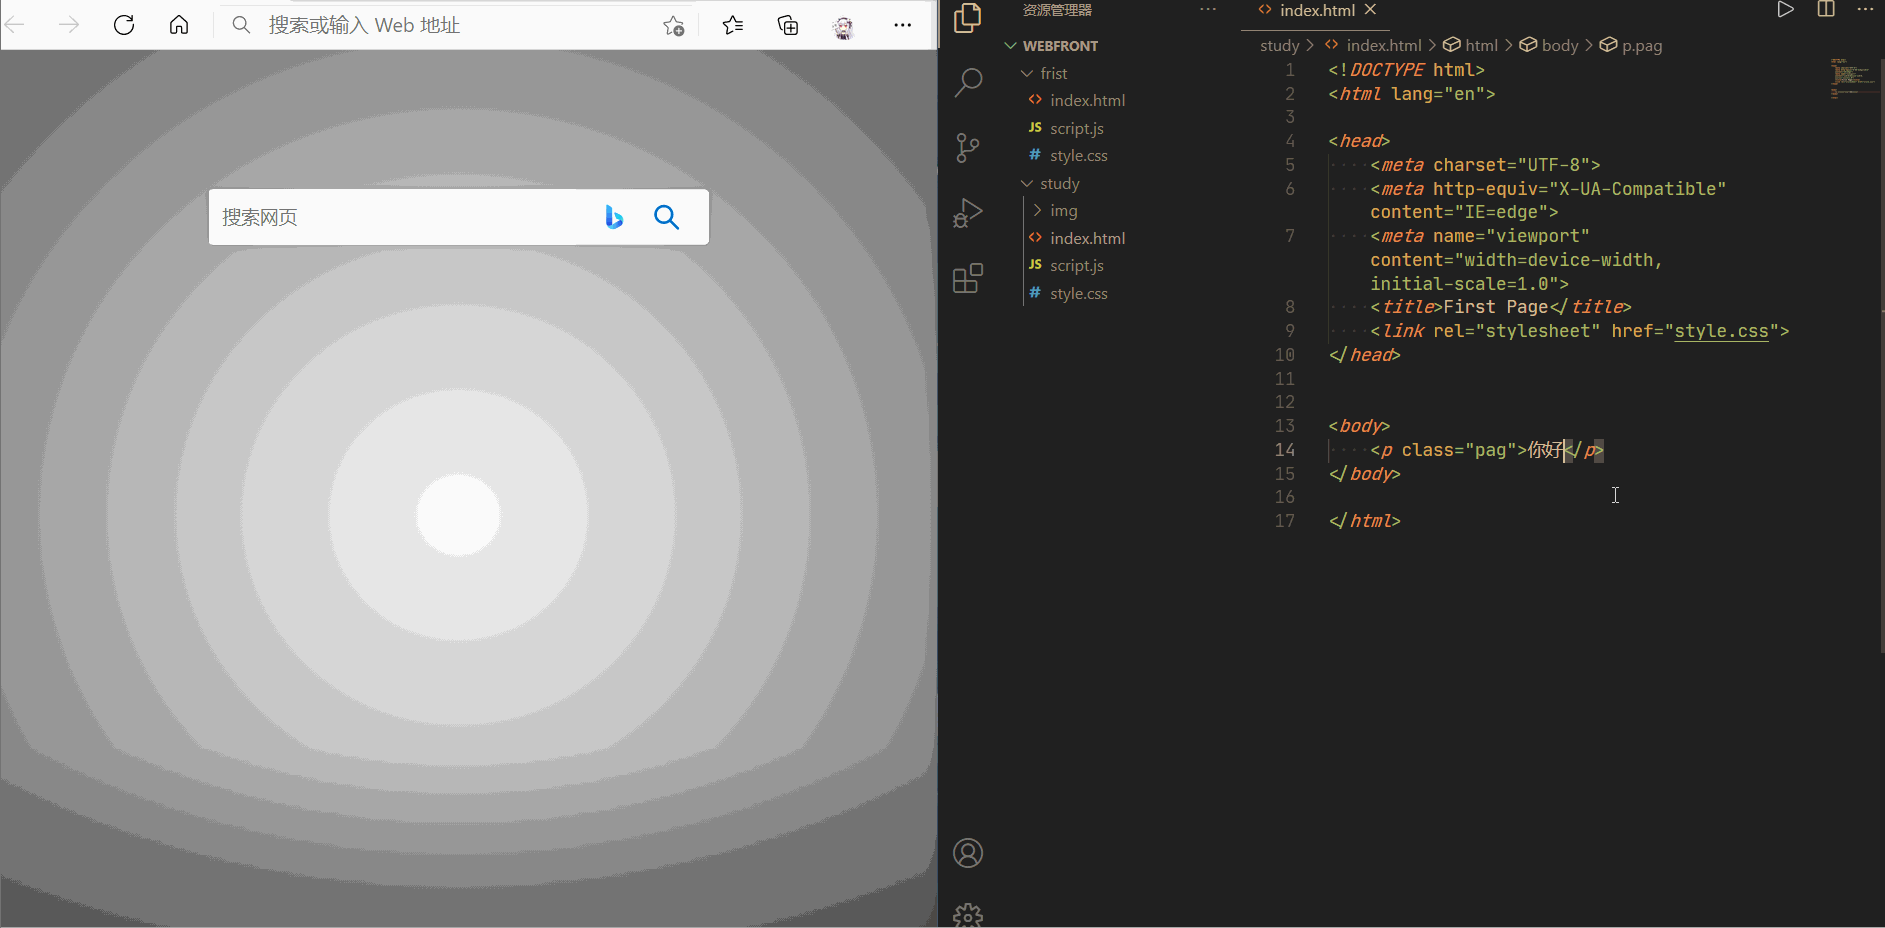 搜索或输入 Web 地址
搜索网页
资源管理器
WEBFRONT
frist
index.html
JS script.js
# style.css
study
img
index.html
JS script.js
# style.css
index.html
study > index.html > html > body > p.pag
1 <!DOCTYPE html>
2 <html lang="en">
3
4 <head>
5 <meta charset="UTF-8">
6 <meta http-equiv="X-UA-Compatible"
content="IE=edge">
7 <meta name="viewport"
content="width=device-width,
initial-scale=1.0">
8 <title>First Page</title>
9 <link rel="stylesheet" href="style.css">
10 </head>
11
12
13 <body>
14 <p class="pag">你好</p>
15 </body>
16
17 </html>